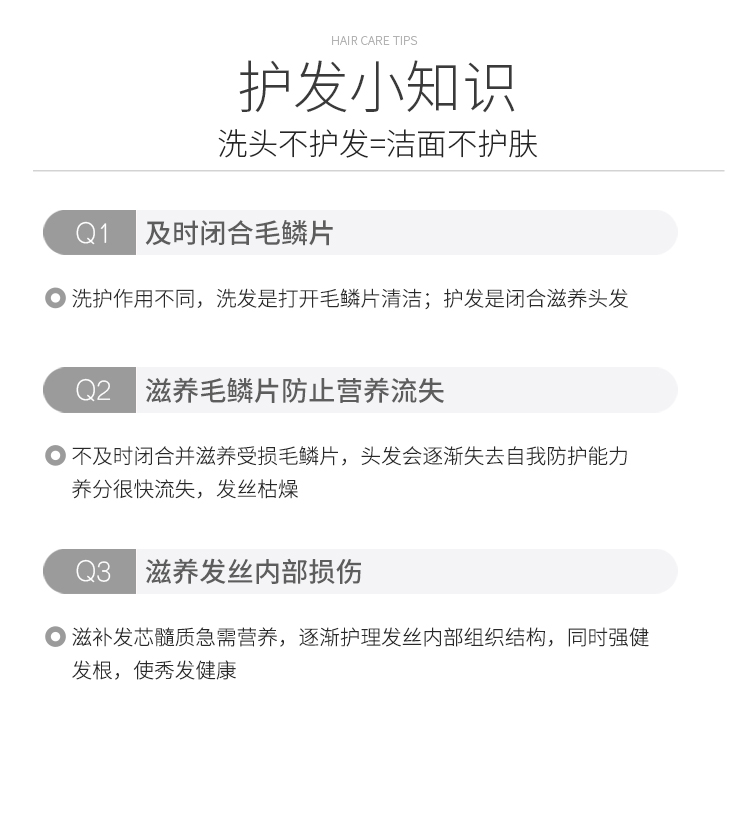 HAIR CARE TIPS
护发小知识
洗头不护发=洁面不护肤
Q1 及时闭合毛鳞片
洗护作用不同，洗发是打开毛鳞片清洁；护发是闭合滋养头发
Q2 滋养毛鳞片防止营养流失
不及时闭合并滋养受损毛鳞片，头发会逐渐失去自我防护能力
养分很快流失，发丝枯燥
Q3 滋养发丝内部损伤
滋补发芯髓质急需营养，逐渐护理发丝内部组织结构，同时强健
发根，使秀发健康